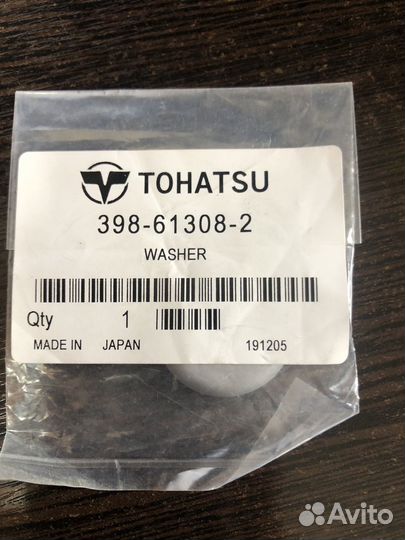 TOHATSU
398-61308-2
WASHER
Qty 1
MADE IN JAPAN 191205
Avito